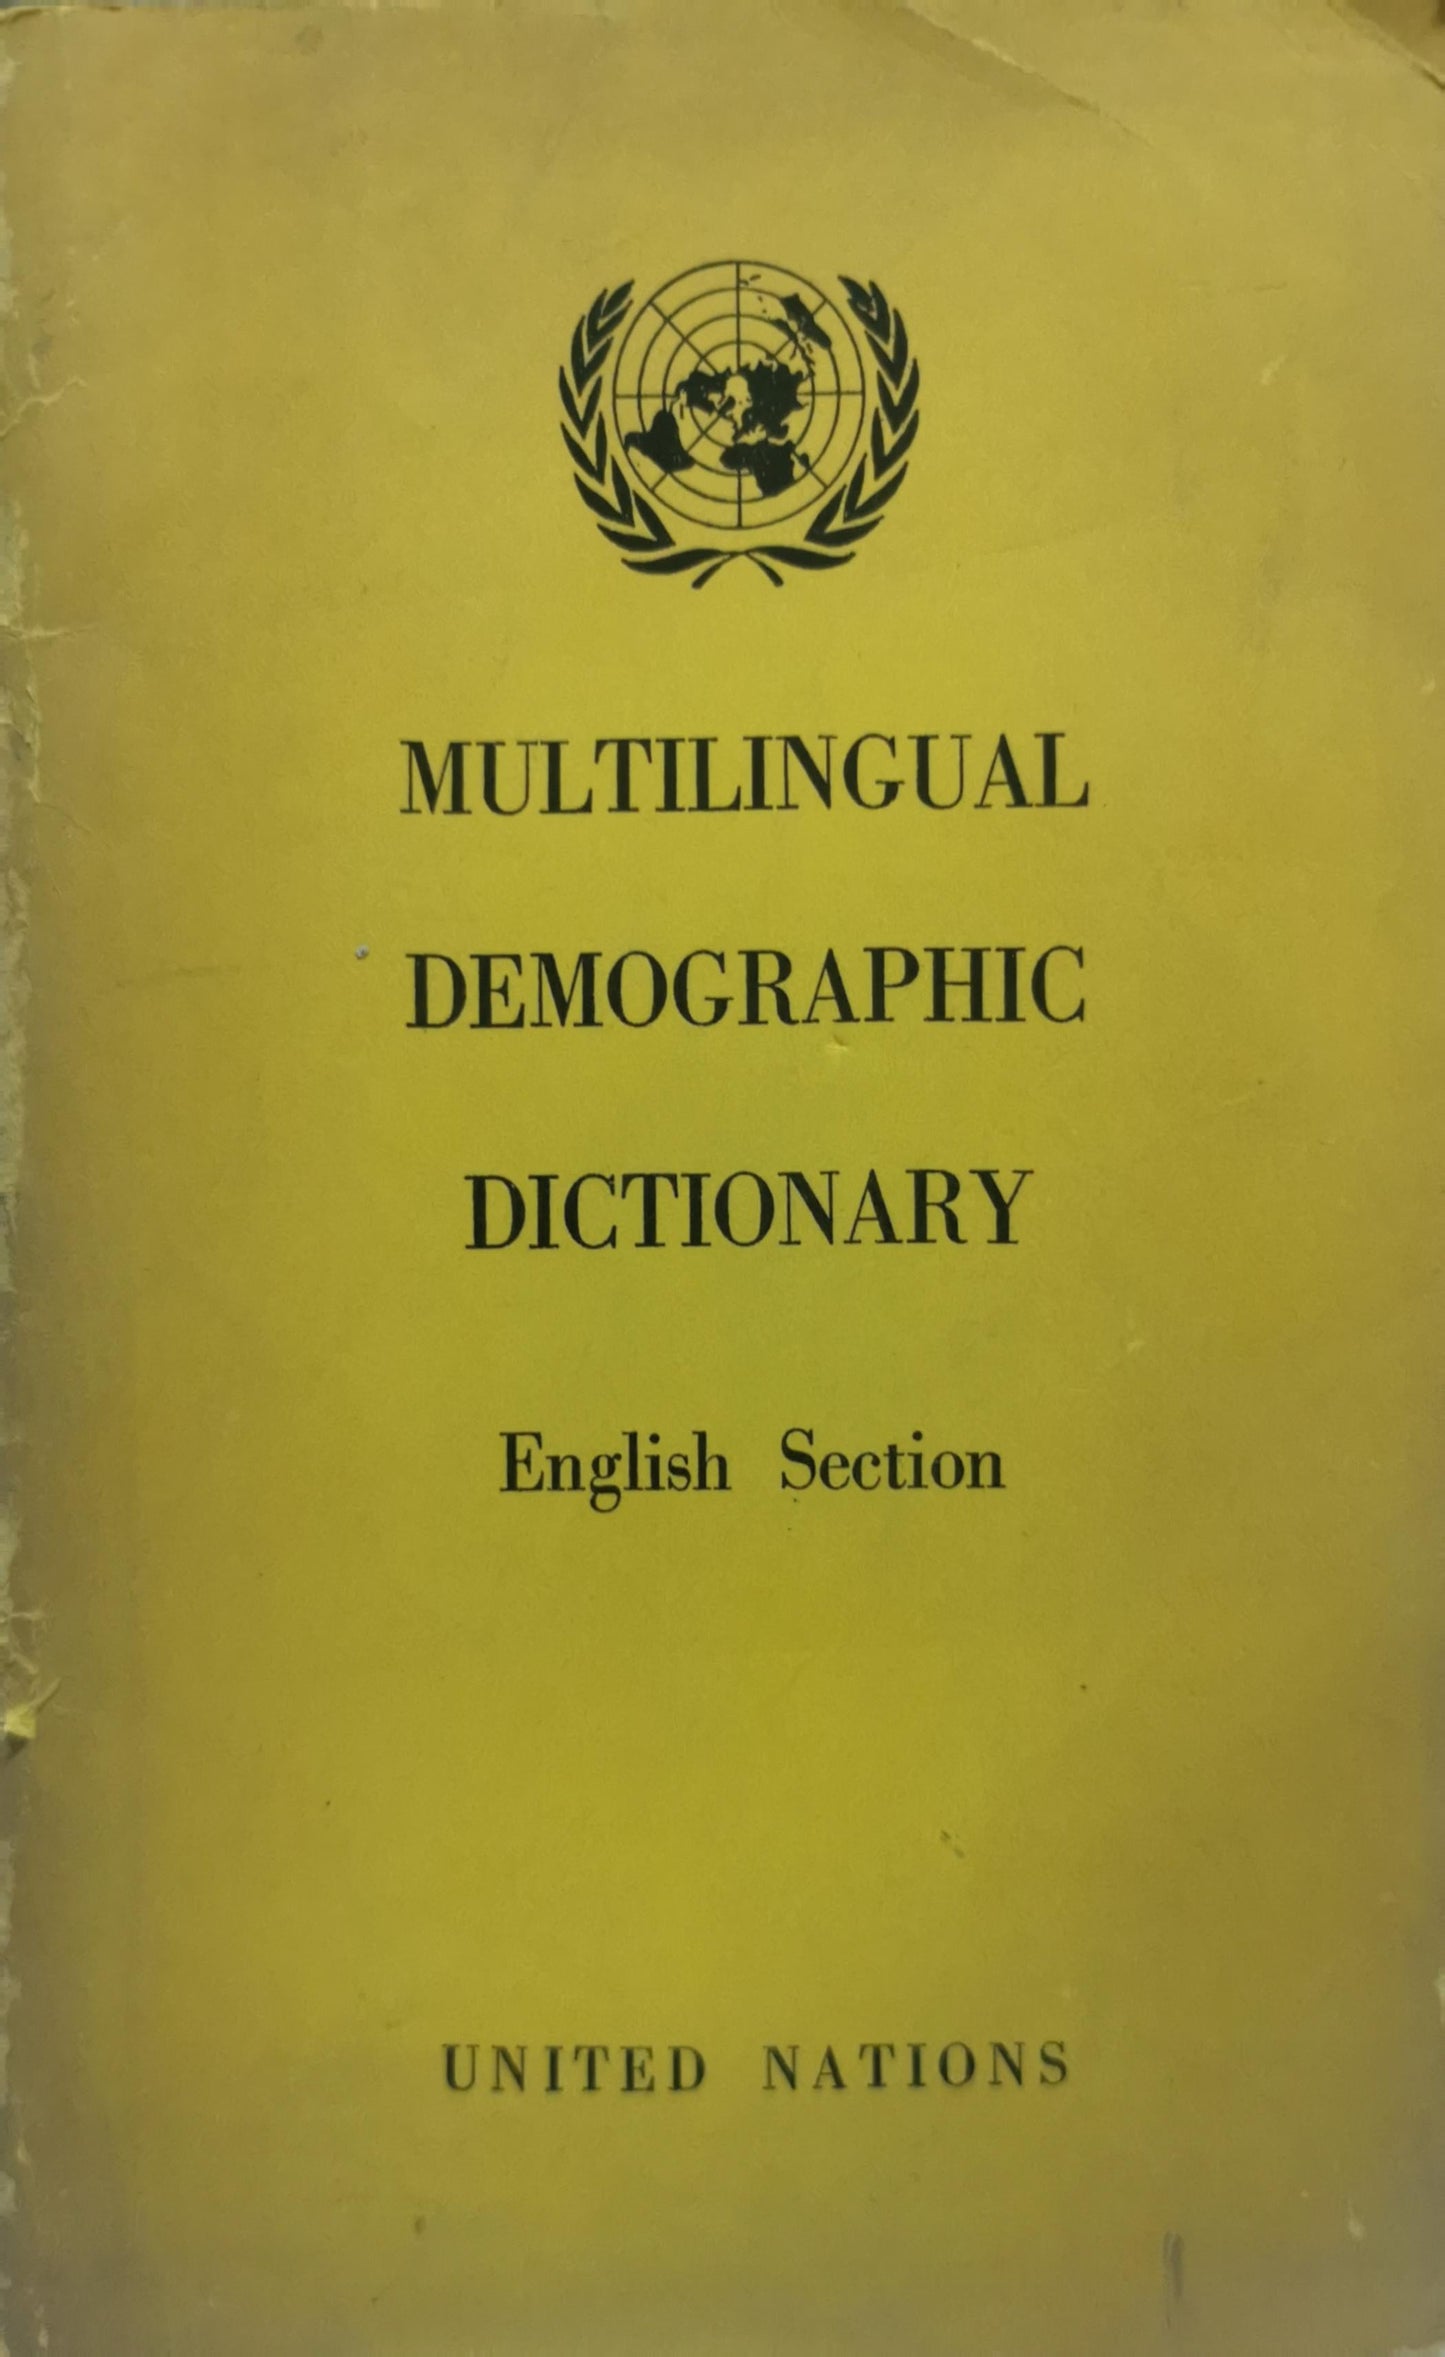 MULTILINGUAL
DEMOGRAPHIC
DICTIONARY
English Section
UNITED NATIONS